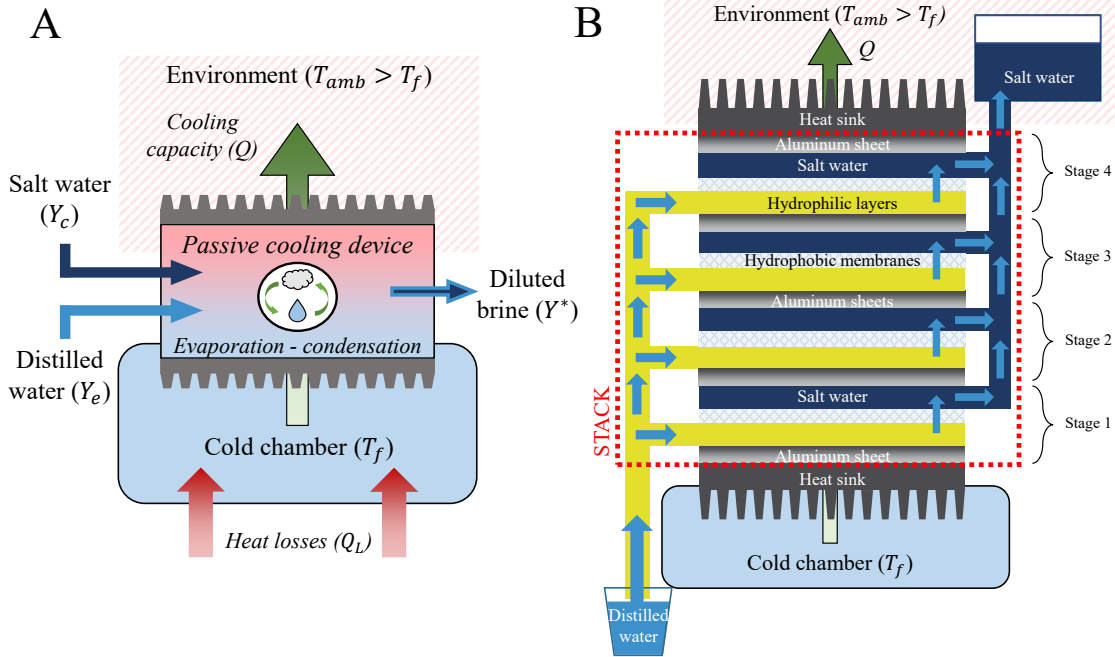 A
Environment (T_amb > T_f)
Cooling
capacity (Q)
Salt water
(Y_c)
Passive cooling device
Diluted
brine (Y*)
Evaporation - condensation
Distilled
water (Y_e)
Cold chamber (T_f)
Heat losses (Q_L)
B
Environment (T_amb > T_f)
Q
Salt water
Heat sink
Aluminum sheet
Salt water
Stage 4
Hydrophilic layers
Stage 3
Hydrophobic membranes
Aluminum sheets
Stage 2
Salt water
STACK
Stage 1
Aluminum sheet
Heat sink
Cold chamber (T_f)
Distilled
water